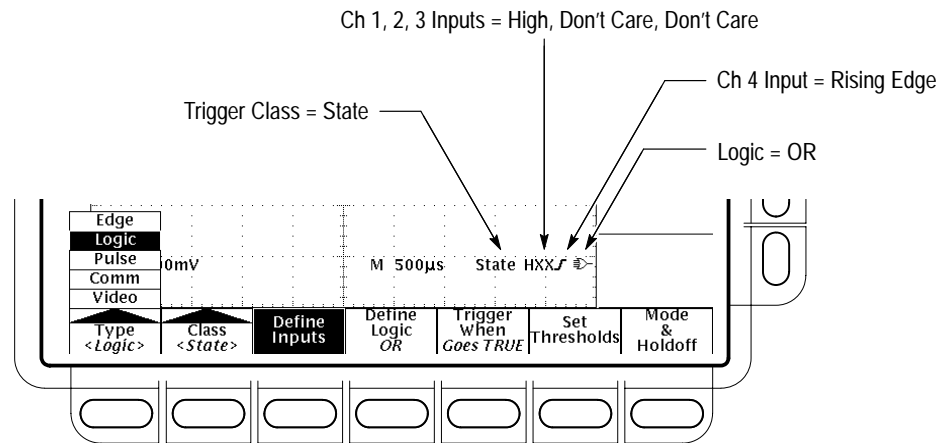 Ch 1, 2, 3 Inputs = High, Don't Care, Don't Care
Ch 4 Input = Rising Edge
Trigger Class = State
Logic = OR
Edge
Logic
Pulse
Comm
Video
0mV
M 500µs
State HXX
Type
<Logic>
Class
<State>
Define
Inputs
Define
Logic
OR
Trigger
When
Goes TRUE
Set
Thresholds
Mode
&
Holdoff